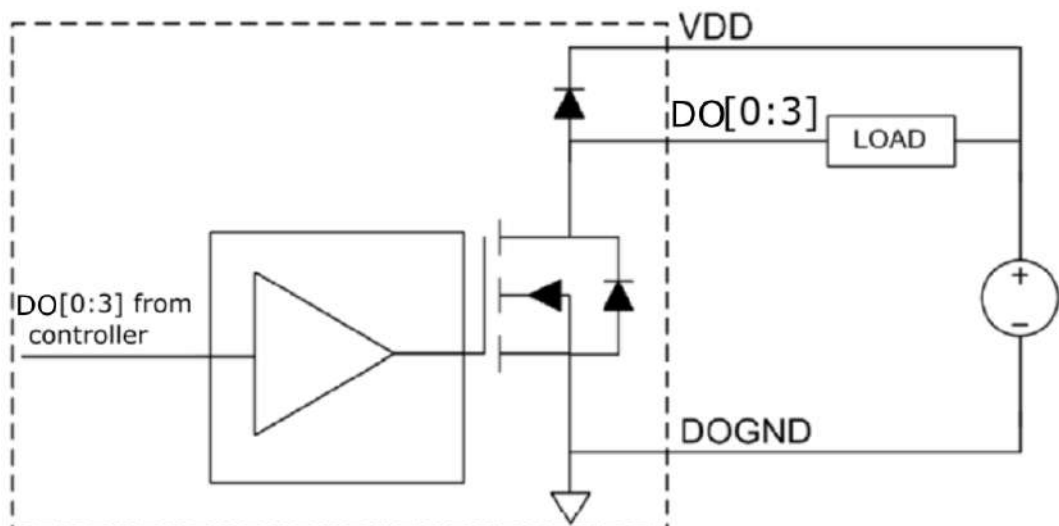 VDD
DO[0:3]
LOAD
DO[0:3] from
controller
+
−
DOGND